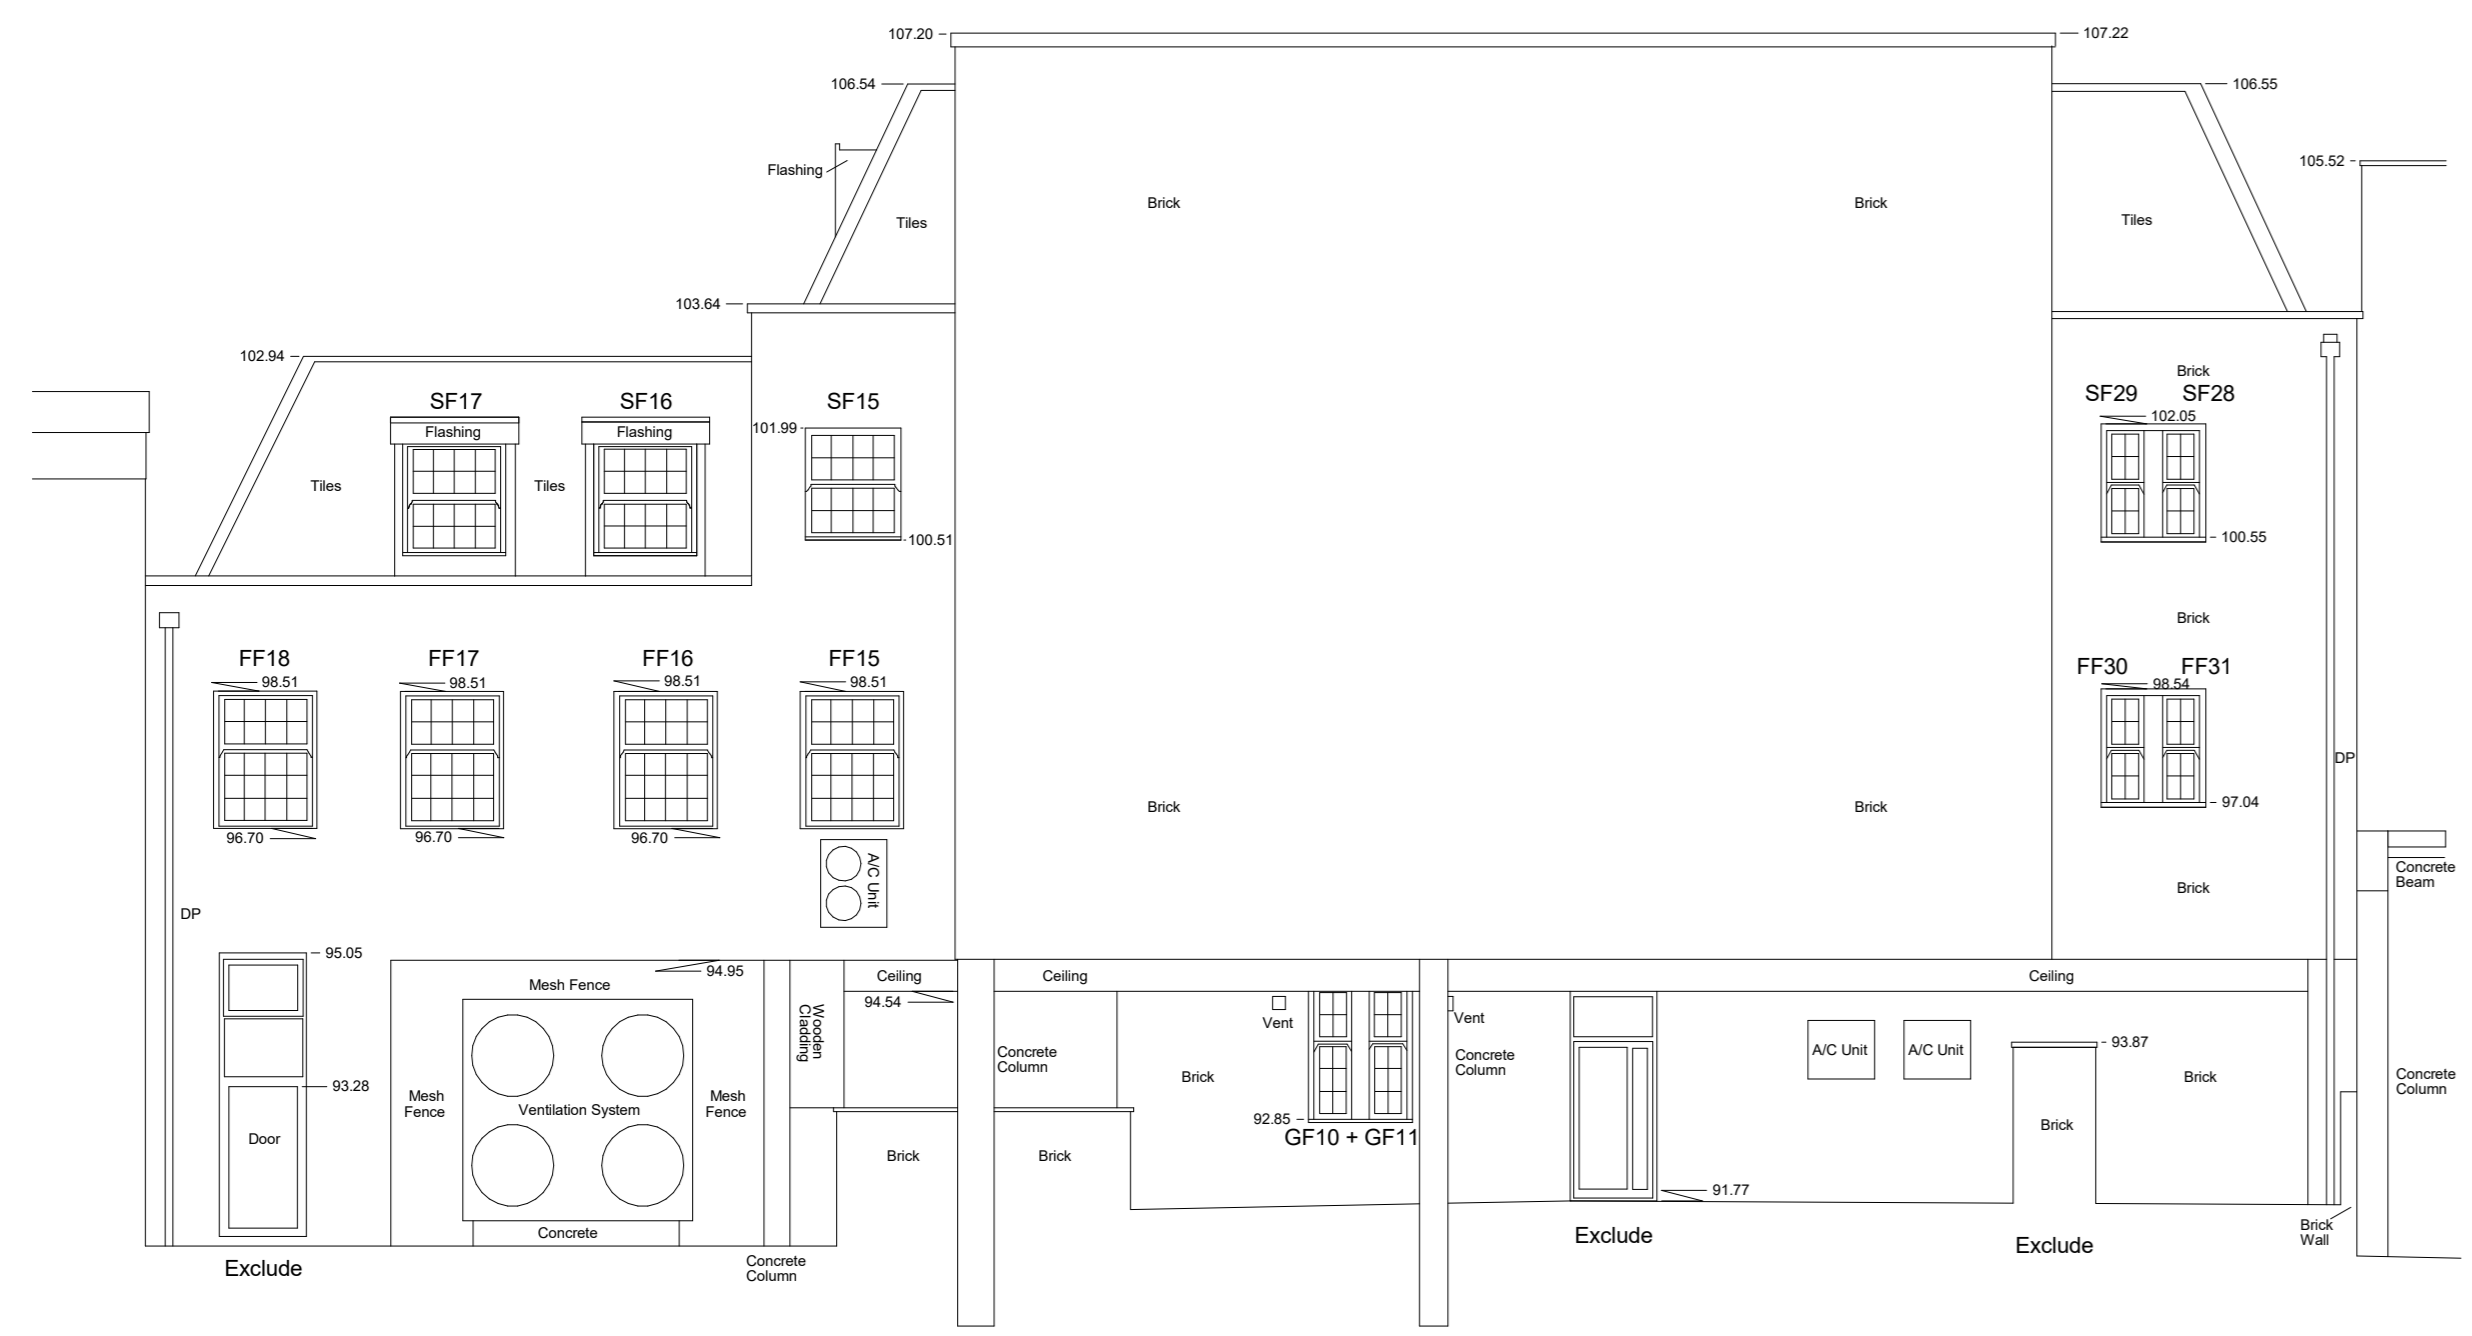 107.20
107.22
106.54
106.55
105.52
Flashing
Tiles
Brick
Brick
Tiles
103.64
102.94
SF17
SF16
SF15
Flashing
Flashing
101.99
Tiles
Tiles
100.51
Brick
SF29
SF28
102.05
100.55
Brick
FF18
FF17
FF16
FF15
98.51
98.51
98.51
98.51
FF30
FF31
98.54
DP
97.04
96.70
96.70
96.70
A/C Unit
Brick
Brick
Brick
Concrete
Beam
DP
95.05
94.95
Mesh Fence
Ceiling
Ceiling
Ceiling
94.54
Wooden
Cladding
Vent
Vent
Concrete
Column
Concrete
Column
A/C Unit
A/C Unit
93.87
93.28
Mesh
Fence
Ventilation System
Mesh
Fence
Brick
Brick
Concrete
Column
Door
92.85
GF10 + GF11
Brick
Brick
Brick
91.77
Concrete
Exclude
Concrete
Column
Exclude
Exclude
Brick
Wall